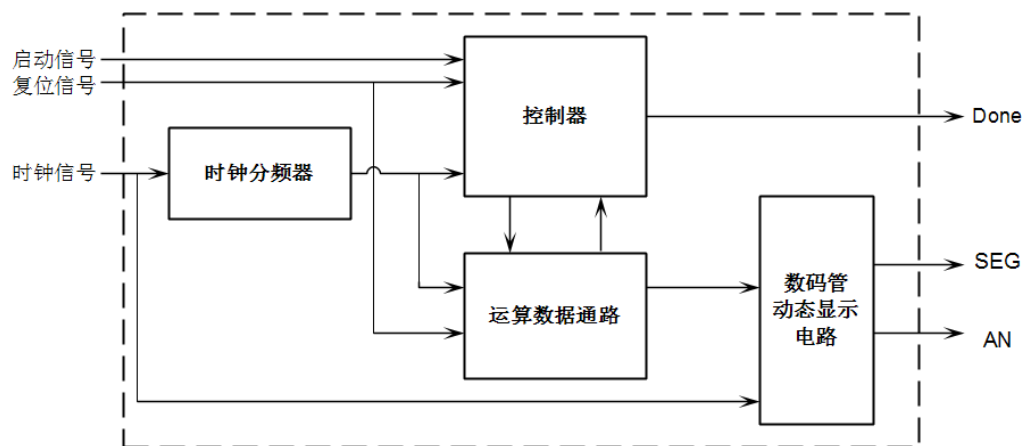 启动信号
复位信号
时钟信号
时钟分频器
控制器
运算数据通路
数码管
动态显示
电路
Done
SEG
AN